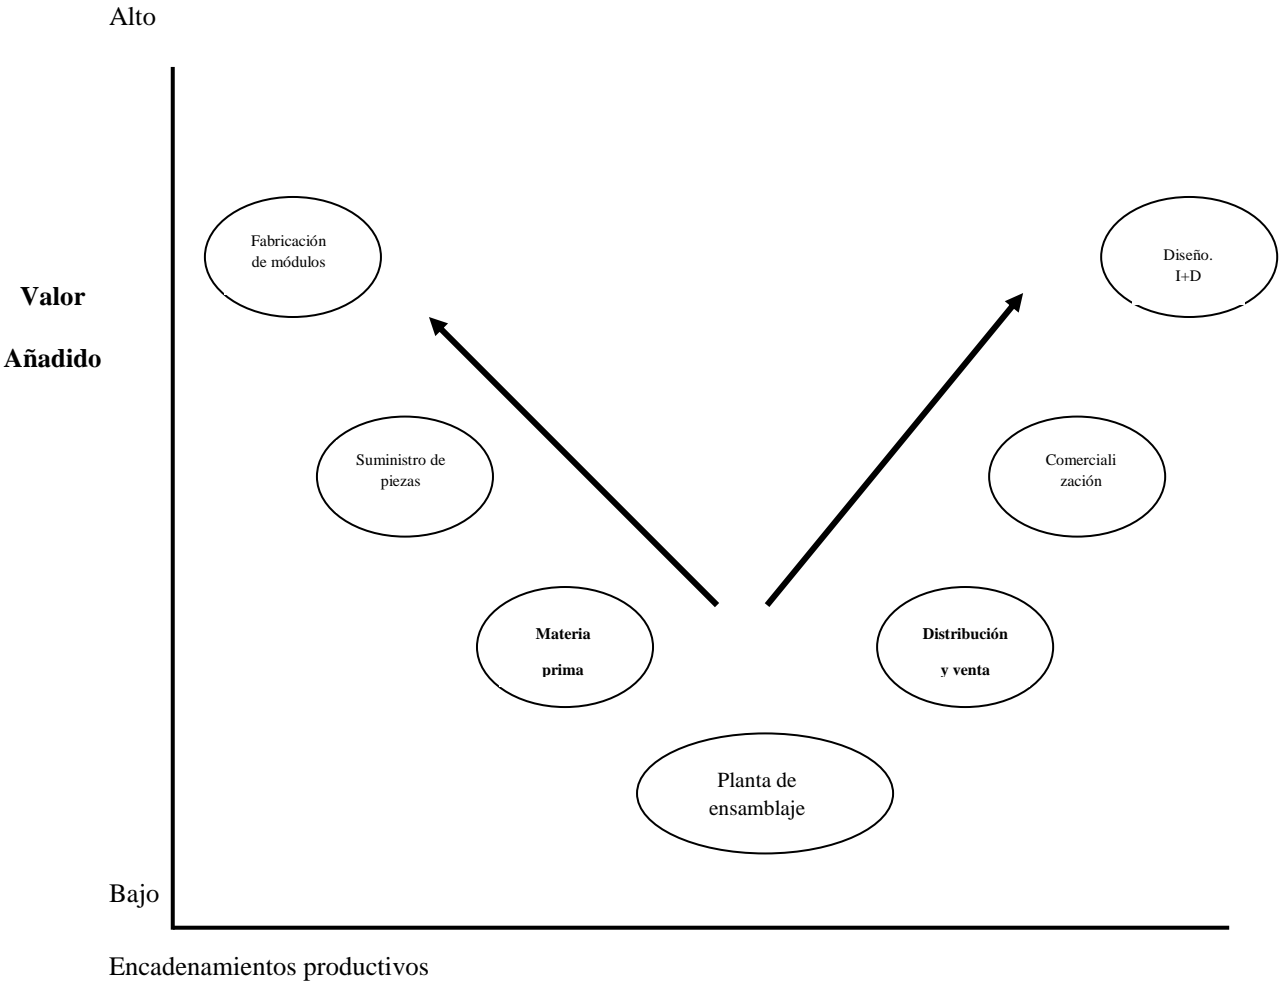 Alto
Fabricación
de módulos
Diseño.
I+D
Valor
Añadido
Suministro de
piezas
Comerciali
zación
Materia
prima
Distribución
y venta
Planta de
ensamblaje
Bajo
Encadenamientos productivos